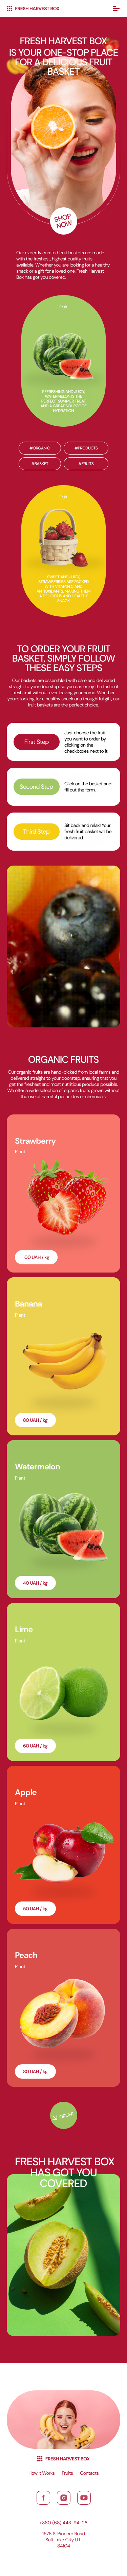 FRESH HARVEST BOX
FRESH HARVEST BOX
IS YOUR ONE-STOP PLACE
FOR A DELICIOUS FRUIT
BASKET
SHOP
NOW
Our expertly curated fruit baskets are made
with the freshest, highest quality fruits
available. Whether you are looking for a healthy
snack or a gift for a loved one, Fresh Harvest
Box has got you covered.
Fruit
REFRESHING AND JUICY
WATERMELON IS THE
PERFECT SUMMER TREAT
AND A GREAT SOURCE OF
HYDRATION
#ORGANIC
#PRODUCTS
#BASKET
#FRUITS
Fruit
SWEET AND JUICY,
STRAWBERRIES ARE PACKED
WITH VITAMIN C AND
ANTIOXIDANTS, MAKING THEM
A DELICIOUS AND HEALTHY
SNACK
TO ORDER YOUR FRUIT
BASKET, SIMPLY FOLLOW
THESE EASY STEPS
Our baskets are assembled with care and delivered
straight to your doorstep, so you can enjoy the taste of
fresh fruit without ever leaving your home. Whether
you're looking for a healthy snack or a thoughtful gift, our
fruit baskets are the perfect choice.
First Step
Just choose the fruit
you want to order by
clicking on the
checkboxes next to it.
Second Step
Click on the basket and
fill out the form.
Third Step
Sit back and relax! Your
fresh fruit basket will be
delivered.
ORGANIC FRUITS
Our organic fruits are hand-picked from local farms and
delivered straight to your doorstep, ensuring that you
get the freshest and most nutritious produce possible.
We offer a wide selection of organic fruits grown without
the use of harmful pesticides or chemicals.
Strawberry
Plant
100 UAH / kg
Banana
Plant
80 UAH / kg
Watermelon
Plant
40 UAH / kg
Lime
Plant
60 UAH / kg
Apple
Plant
50 UAH / kg
Peach
Plant
80 UAH / kg
ORDER
FRESH HARVEST BOX
HAS GOT YOU
COVERED
FRESH HARVEST BOX
How It Works
Fruits
Contacts
+380 (68) 443-94-28
1678 S. Pioneer Road
Salt Lake City UT
84104